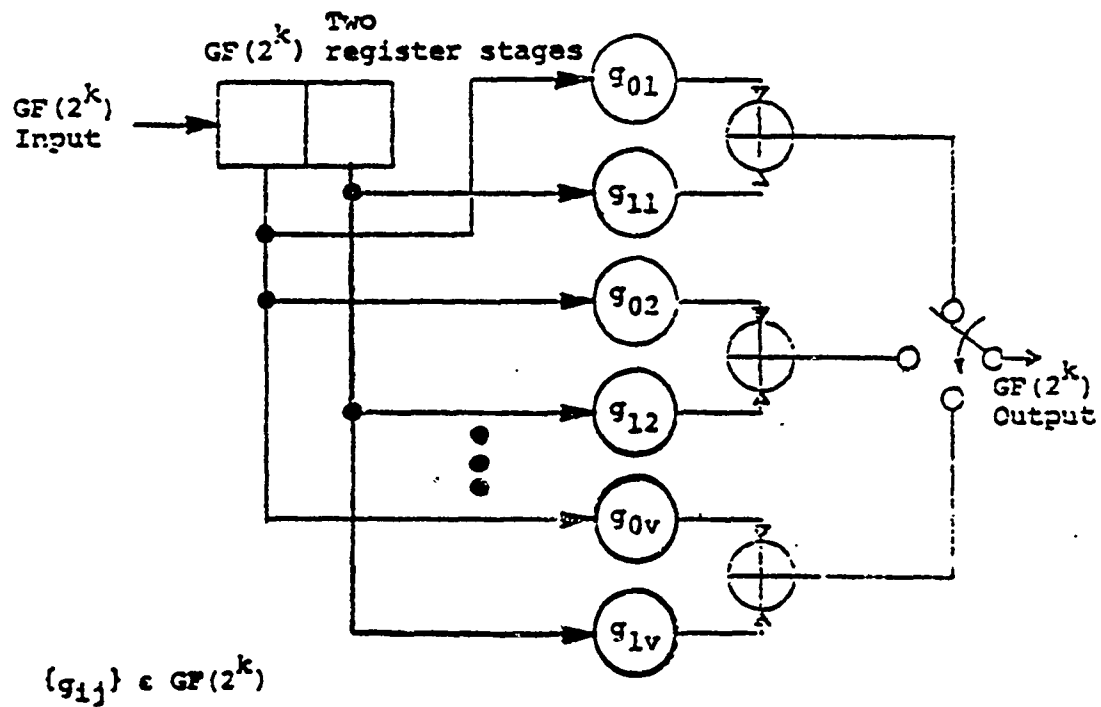 Two
GF(2^k) register stages
GF(2^k)
Input
g01
g11
g02
g12
g0v
g1v
GF(2^k)
Output
{gij} ε GF(2^k)